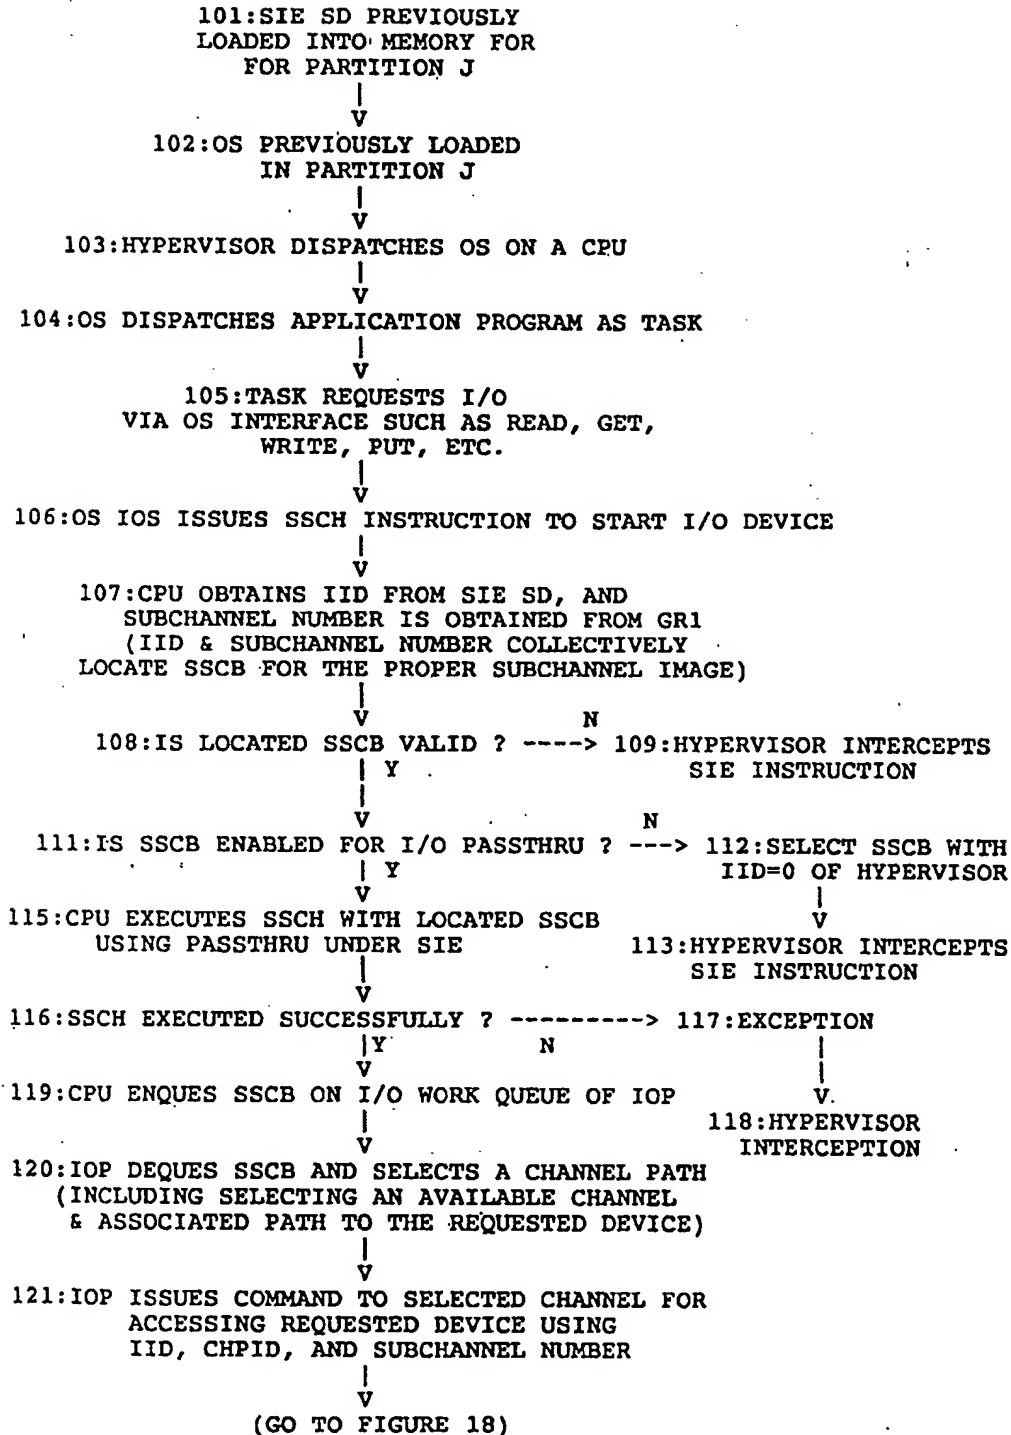 101:SIE SD PREVIOUSLY
LOADED INTO MEMORY FOR
FOR PARTITION J
|
V
102:OS PREVIOUSLY LOADED
IN PARTITION J
|
V
103:HYPERVISOR DISPATCHES OS ON A CPU
|
V
104:OS DISPATCHES APPLICATION PROGRAM AS TASK
|
V
105:TASK REQUESTS I/O
VIA OS INTERFACE SUCH AS READ, GET,
WRITE, PUT, ETC.
|
V
106:OS IOS ISSUES SSCH INSTRUCTION TO START I/O DEVICE
|
V
107:CPU OBTAINS IID FROM SIE SD, AND
SUBCHANNEL NUMBER IS OBTAINED FROM GR1
(IID & SUBCHANNEL NUMBER COLLECTIVELY
LOCATE SSCB FOR THE PROPER SUBCHANNEL IMAGE)
|
V N
108:IS LOCATED SSCB VALID ? ----> 109:HYPERVISOR INTERCEPTS
| Y SIE INSTRUCTION
|
V N
111:IS SSCB ENABLED FOR I/O PASSTHRU ? ---> 112:SELECT SSCB WITH
| Y IID=0 OF HYPERVISOR
V |
115:CPU EXECUTES SSCH WITH LOCATED SSCB V
USING PASSTHRU UNDER SIE 113:HYPERVISOR INTERCEPTS
| SIE INSTRUCTION
V
116:SSCH EXECUTED SUCCESSFULLY ? ---------> 117:EXCEPTION
|Y N |
V |
119:CPU ENQUES SSCB ON I/O WORK QUEUE OF IOP V
| 118:HYPERVISOR
V INTERCEPTION
120:IOP DEQUES SSCB AND SELECTS A CHANNEL PATH
(INCLUDING SELECTING AN AVAILABLE CHANNEL
& ASSOCIATED PATH TO THE REQUESTED DEVICE)
|
V
121:IOP ISSUES COMMAND TO SELECTED CHANNEL FOR
ACCESSING REQUESTED DEVICE USING
IID, CHPID, AND SUBCHANNEL NUMBER
|
V
(GO TO FIGURE 18)